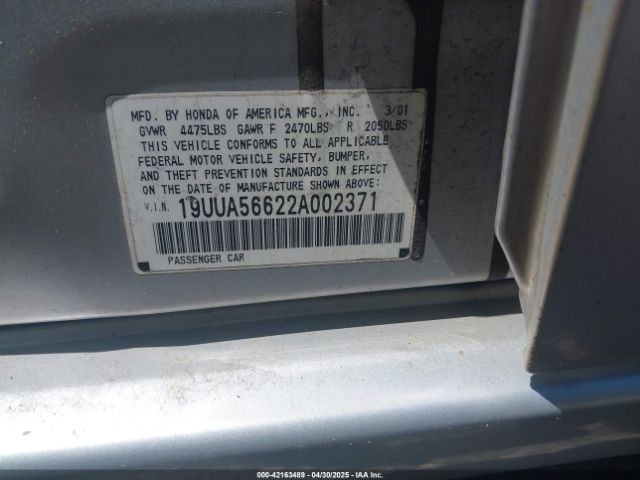 MFD. BY HONDA OF AMERICA MFG., INC. 3/01
GVWR 4475LBS GAWR F 2470LBS R 2050LBS
THIS VEHICLE CONFORMS TO ALL APPLICABLE
FEDERAL MOTOR VEHICLE SAFETY, BUMPER,
AND THEFT PREVENTION STANDARDS IN EFFECT
ON THE DATE OF MANUFACTURE SHOWN ABOVE:
V.I.N. 19UUA56622A002371
PASSENGER CAR
000-42163489 - 04/30/2025 - IAAI.COM